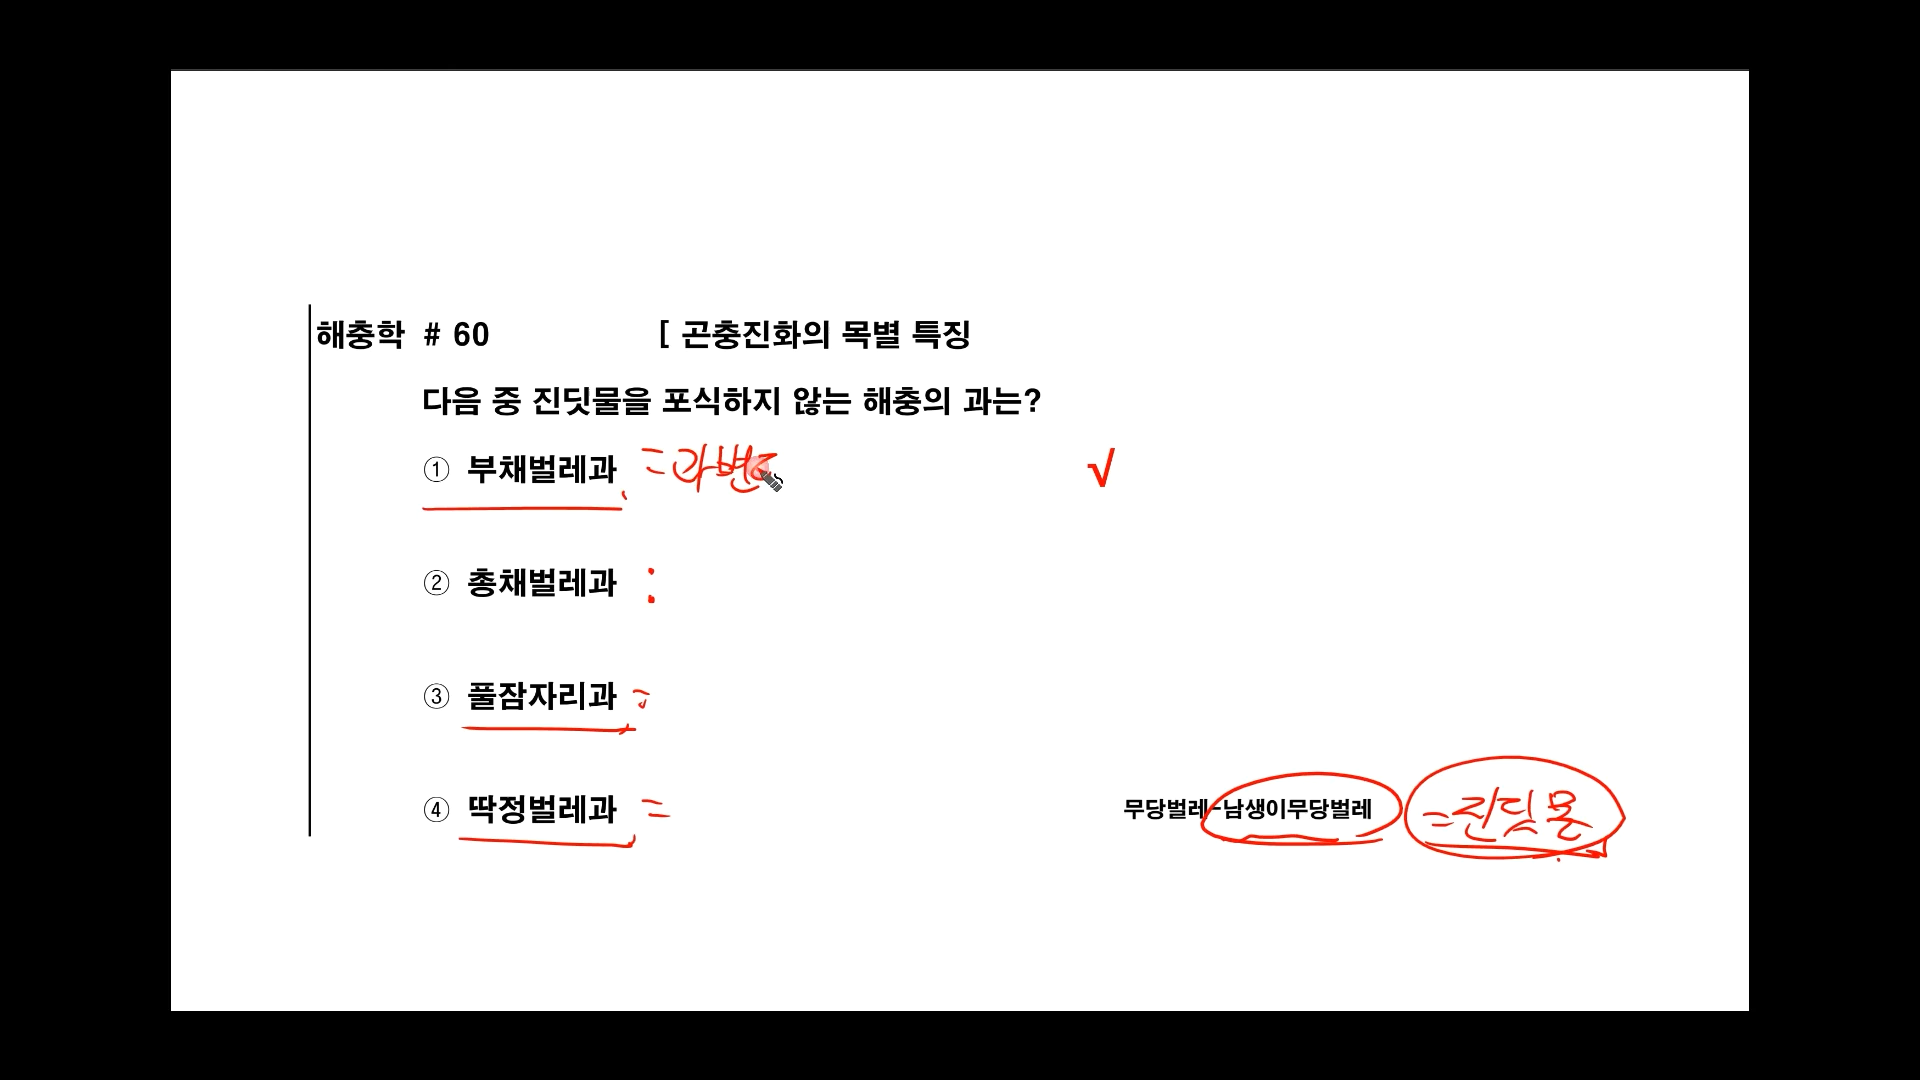 해충학 # 60 [ 곤충진화의 목별 특징
다음 중 진딧물을 포식하지 않는 해충의 과는?
① 부채벌레과 = 과변 √
② 총채벌레과 :
③ 풀잠자리과 :
④ 딱정벌레과 =
무당벌레-남생이무당벌레 =진딧물